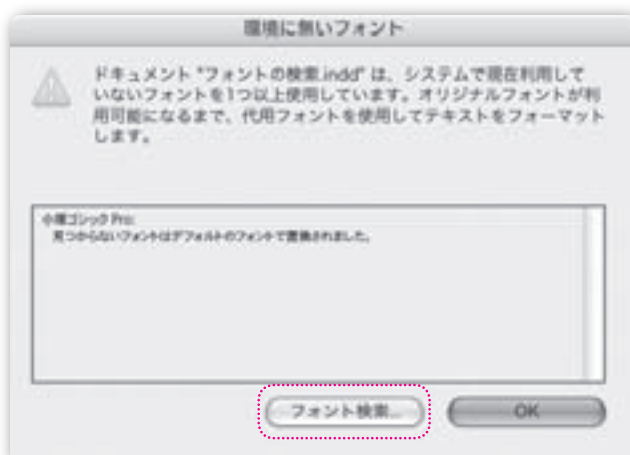 環境に無いフォント
ドキュメント "フォントの検索.indd" は、システムで現在利用して
いないフォントを1つ以上使用しています。オリジナルフォントが利
用可能になるまで、代用フォントを使用してテキストをフォーマット
します。
小塚ゴシック Pro:
見つからないフォントはデフォルトのフォントで置換されました。
フォント検索...
OK